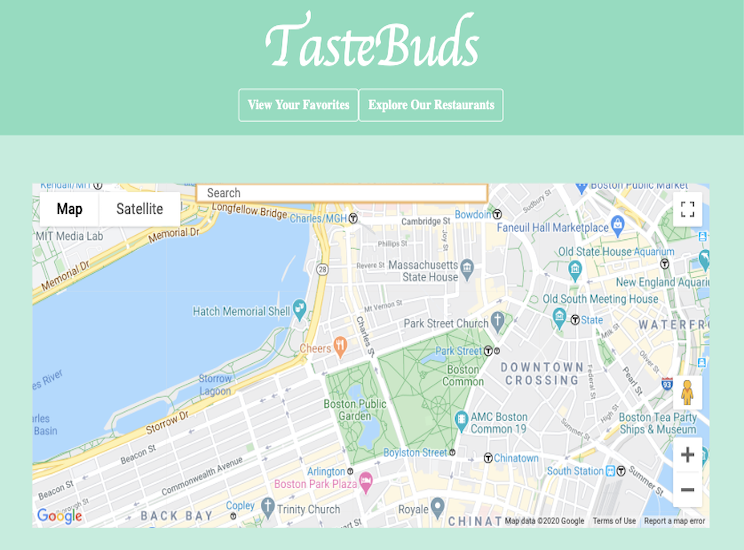 TasteBuds
View Your Favorites
Explore Our Restaurants
Kendall/MIT
Search
Boston Public Market
Map
Satellite
Longfellow Bridge
Charles/MGH
Bowdoin
Sudbury St
Cambridge St
Faneuil Hall Marketplace
MIT Media Lab
Memorial Dr
Phillips St
Joy St
Old State House
Aquarium
Memorial Dr
28
Revere St
Massachusetts
State House
New England Aquari
Hatch Memorial Shell
Mt Vernon St
Old South Meeting House
Charles St
Park Street Church
State
WATERFR
Milk St
Cheers
Park Street
Oliver St
Boston
Common
DOWNTOWN
CROSSING
Federal St
Pearl St
93
es River
Storrow
Lagoon
Boston Public
Garden
arles
Basin
Storrow Dr
AMC Boston
Common 19
Boston Tea Party
Ships & Museum
Summer St
Beacon St
Boylston Street
Chinatown
Commonwealth Avenue
Arlington
South Station
Beacon St
Boston Park Plaza
Summer St
Copley
Trinity Church
Royale
BACK BAY
CHINAT
Google
Map data ©2020 Google
Terms of Use
Report a map error